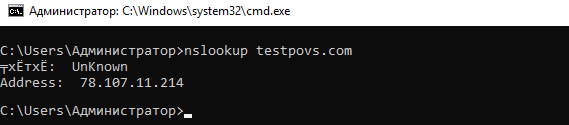 Администратор: C:\Windows\system32\cmd.exe
C:\Users\Администратор>nslookup testpovs.com
╤хЁтхЁ:  UnKnown
Address:  78.107.11.214
C:\Users\Администратор>